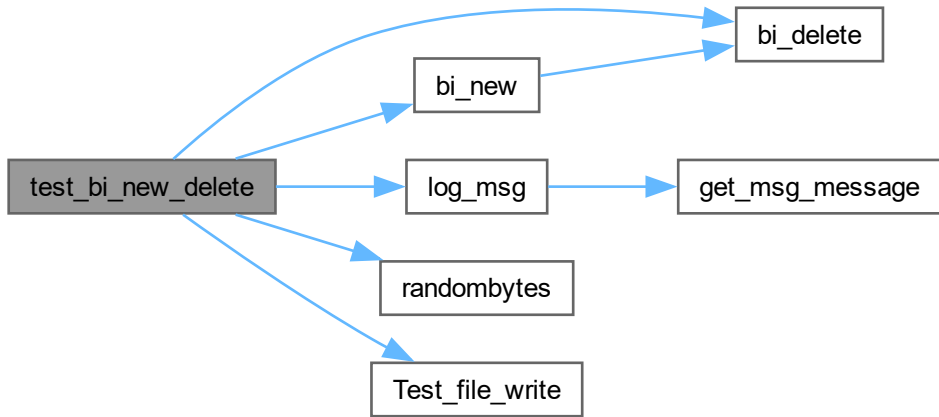 bi_delete
bi_new
test_bi_new_delete
log_msg
get_msg_message
randombytes
Test_file_write